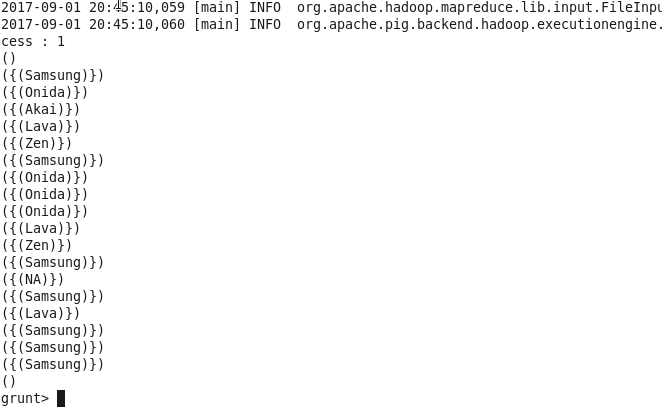 2017-09-01 20:45:10,059 [main] INFO  org.apache.hadoop.mapreduce.lib.input.FileInpu
2017-09-01 20:45:10,060 [main] INFO  org.apache.pig.backend.hadoop.executionengine.
cess : 1
()
({(Samsung)})
({(Onida)})
({(Akai)})
({(Lava)})
({(Zen)})
({(Samsung)})
({(Onida)})
({(Onida)})
({(Onida)})
({(Lava)})
({(Zen)})
({(Samsung)})
({(NA)})
({(Samsung)})
({(Lava)})
({(Samsung)})
({(Samsung)})
({(Samsung)})
()
grunt>